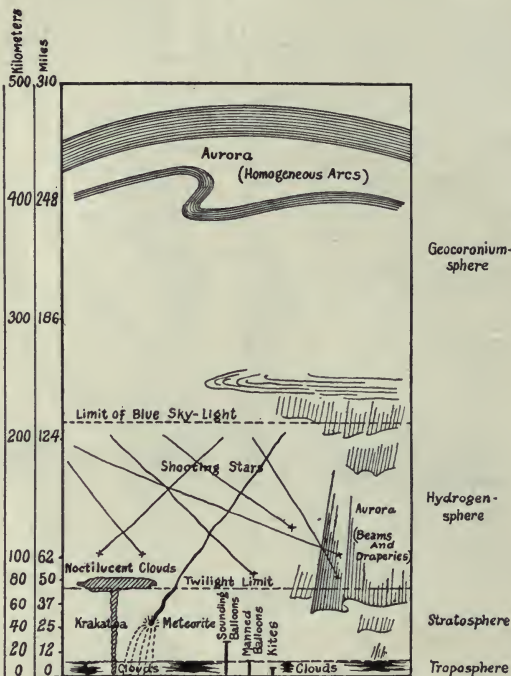 Kilometers
Miles
500 310
400 248
300 186
200 124
100 62
80 50
60 37
40 25
20 12
0 0
Aurora
(Homogeneous Arcs)
Geocoronium-
sphere
Limit of Blue Sky-Light
Shooting Stars
Aurora
(Beams
And
Draperies)
Hydrogen-
sphere
Noctilucent Clouds
Twilight Limit
Krakatoa
Meteorite
Sounding
Balloons
Manned
Balloons
Kites
Stratosphere
Clouds
Clouds
Troposphere